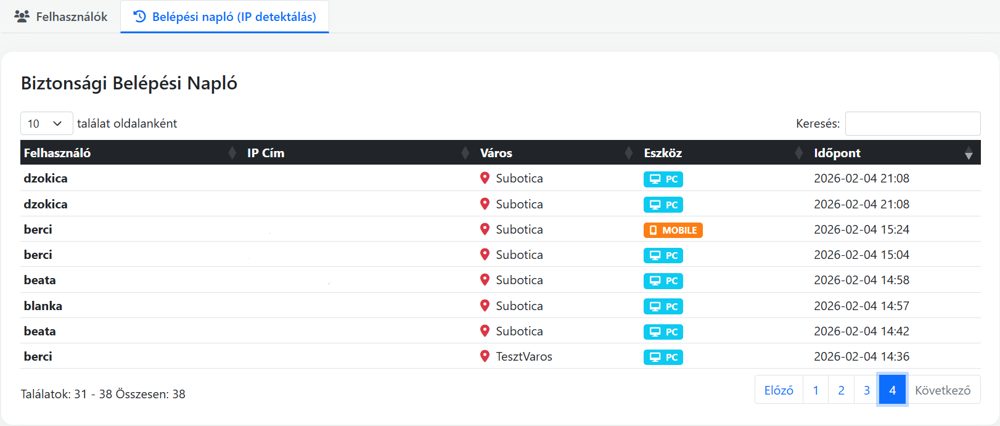 Felhasználók Belépési napló (IP detektálás)
Biztonsági Belépési Napló
10 találat oldalanként Keresés:
Felhasználó IP Cím Város Eszköz Időpont
dzokica Subotica PC 2026-02-04 21:08
dzokica Subotica PC 2026-02-04 21:08
berci Subotica MOBILE 2026-02-04 15:24
berci Subotica PC 2026-02-04 15:04
beata Subotica PC 2026-02-04 14:58
blanka Subotica PC 2026-02-04 14:57
beata Subotica PC 2026-02-04 14:42
berci TesztVaros PC 2026-02-04 14:36
Találatok: 31 - 38 Összesen: 38 Előző 1 2 3 4 Következő